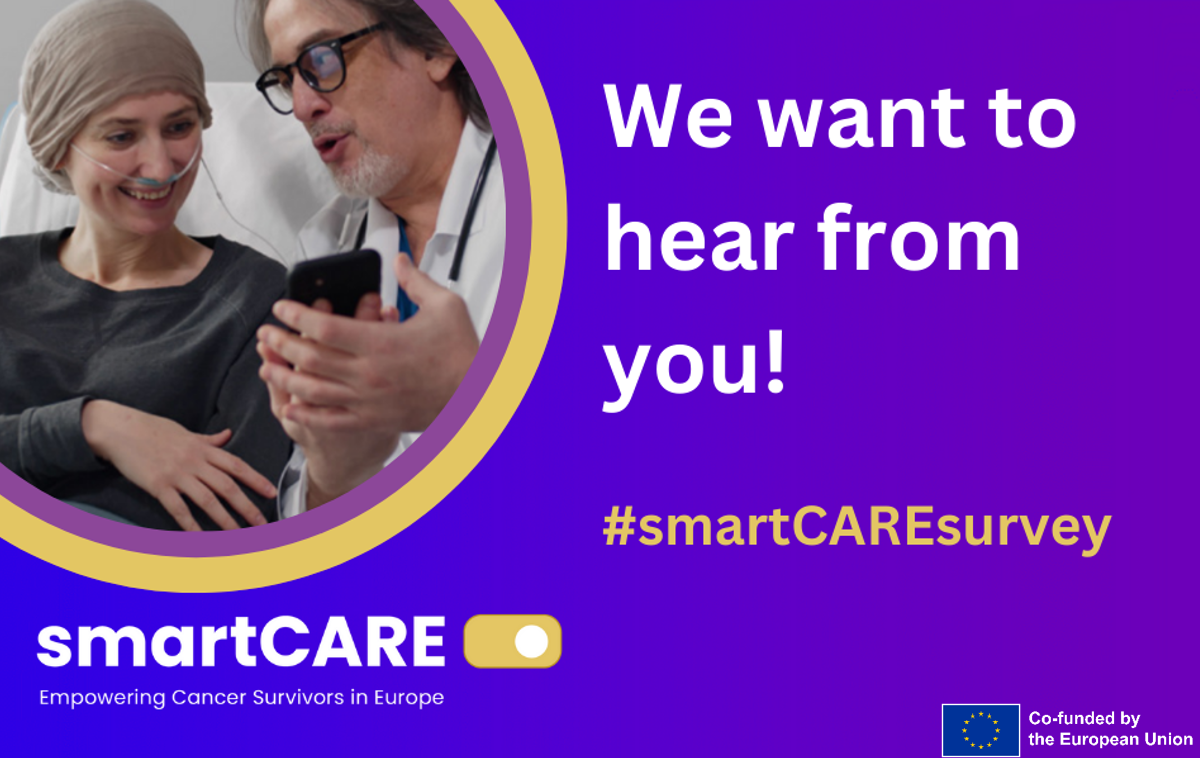 We want to
hear from
you!
#smartCAREsurvey
smartCARE
Empowering Cancer Survivors in Europe
Co-funded by
the European Union